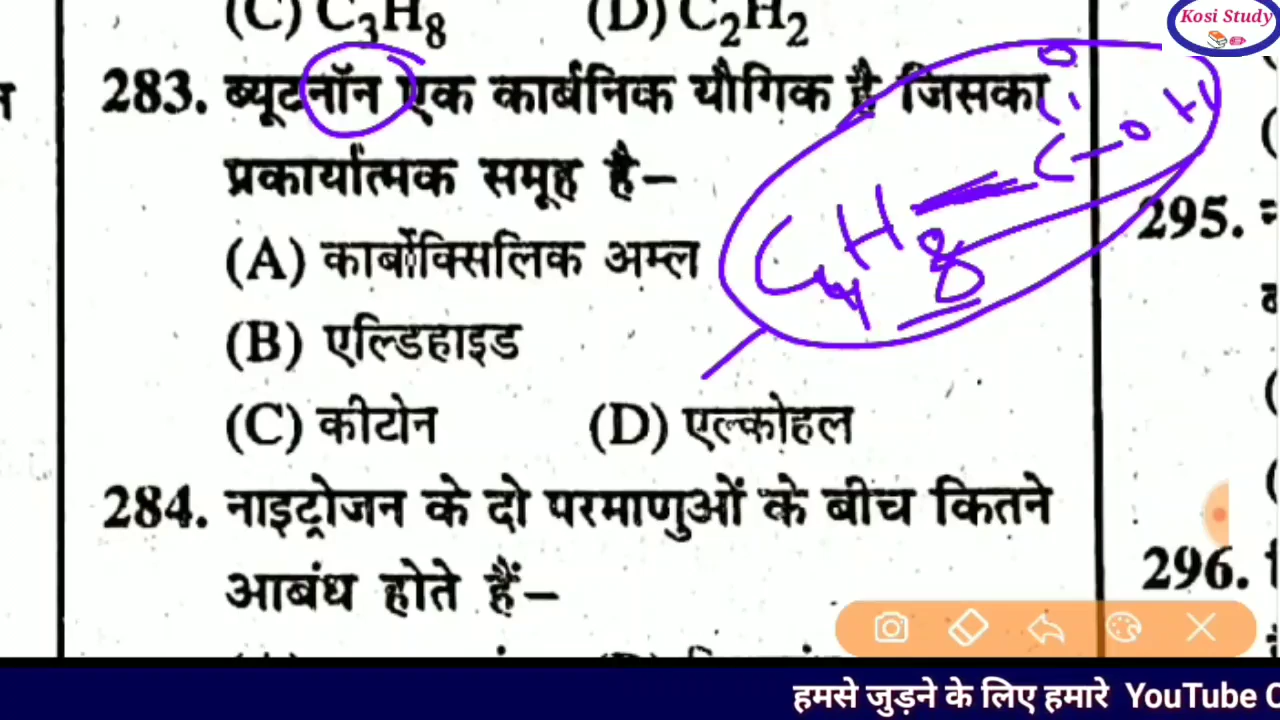 (C) C₃H₈ (D) C₂H₂
Kosi Study
283. ब्यूटनॉन एक कार्बनिक यौगिक है जिसका
प्रकार्यात्मक समूह है–
(A) कार्बोक्सिलिक अम्ल
(B) एल्डिहाइड
(C) कीटोन (D) एल्कोहल
284. नाइट्रोजन के दो परमाणुओं के बीच कितने
आबंध होते हैं–
295.
296.
C₄H₈
C–OH
O
हमसे जुड़ने के लिए हमारे YouTube C